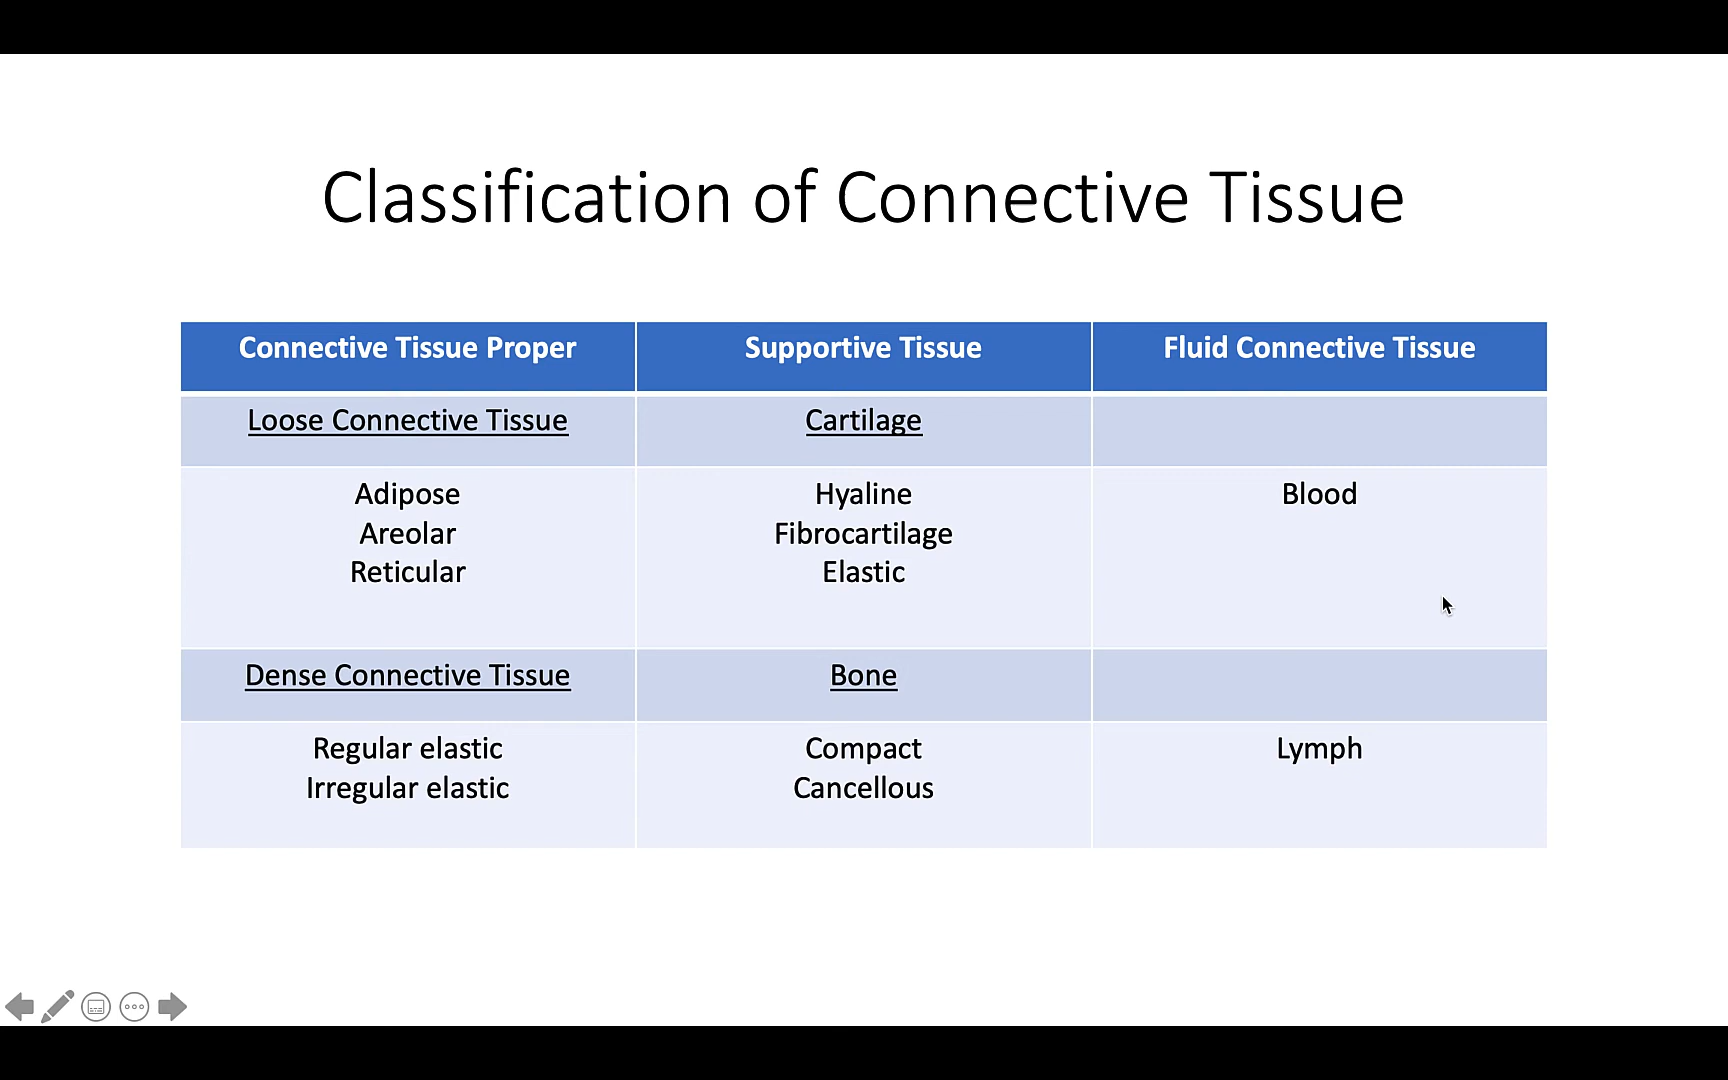 Classification of Connective Tissue
Connective Tissue Proper
Supportive Tissue
Fluid Connective Tissue
Loose Connective Tissue
Cartilage
Adipose
Areolar
Reticular
Hyaline
Fibrocartilage
Elastic
Blood
Dense Connective Tissue
Bone
Regular elastic
Irregular elastic
Compact
Cancellous
Lymph